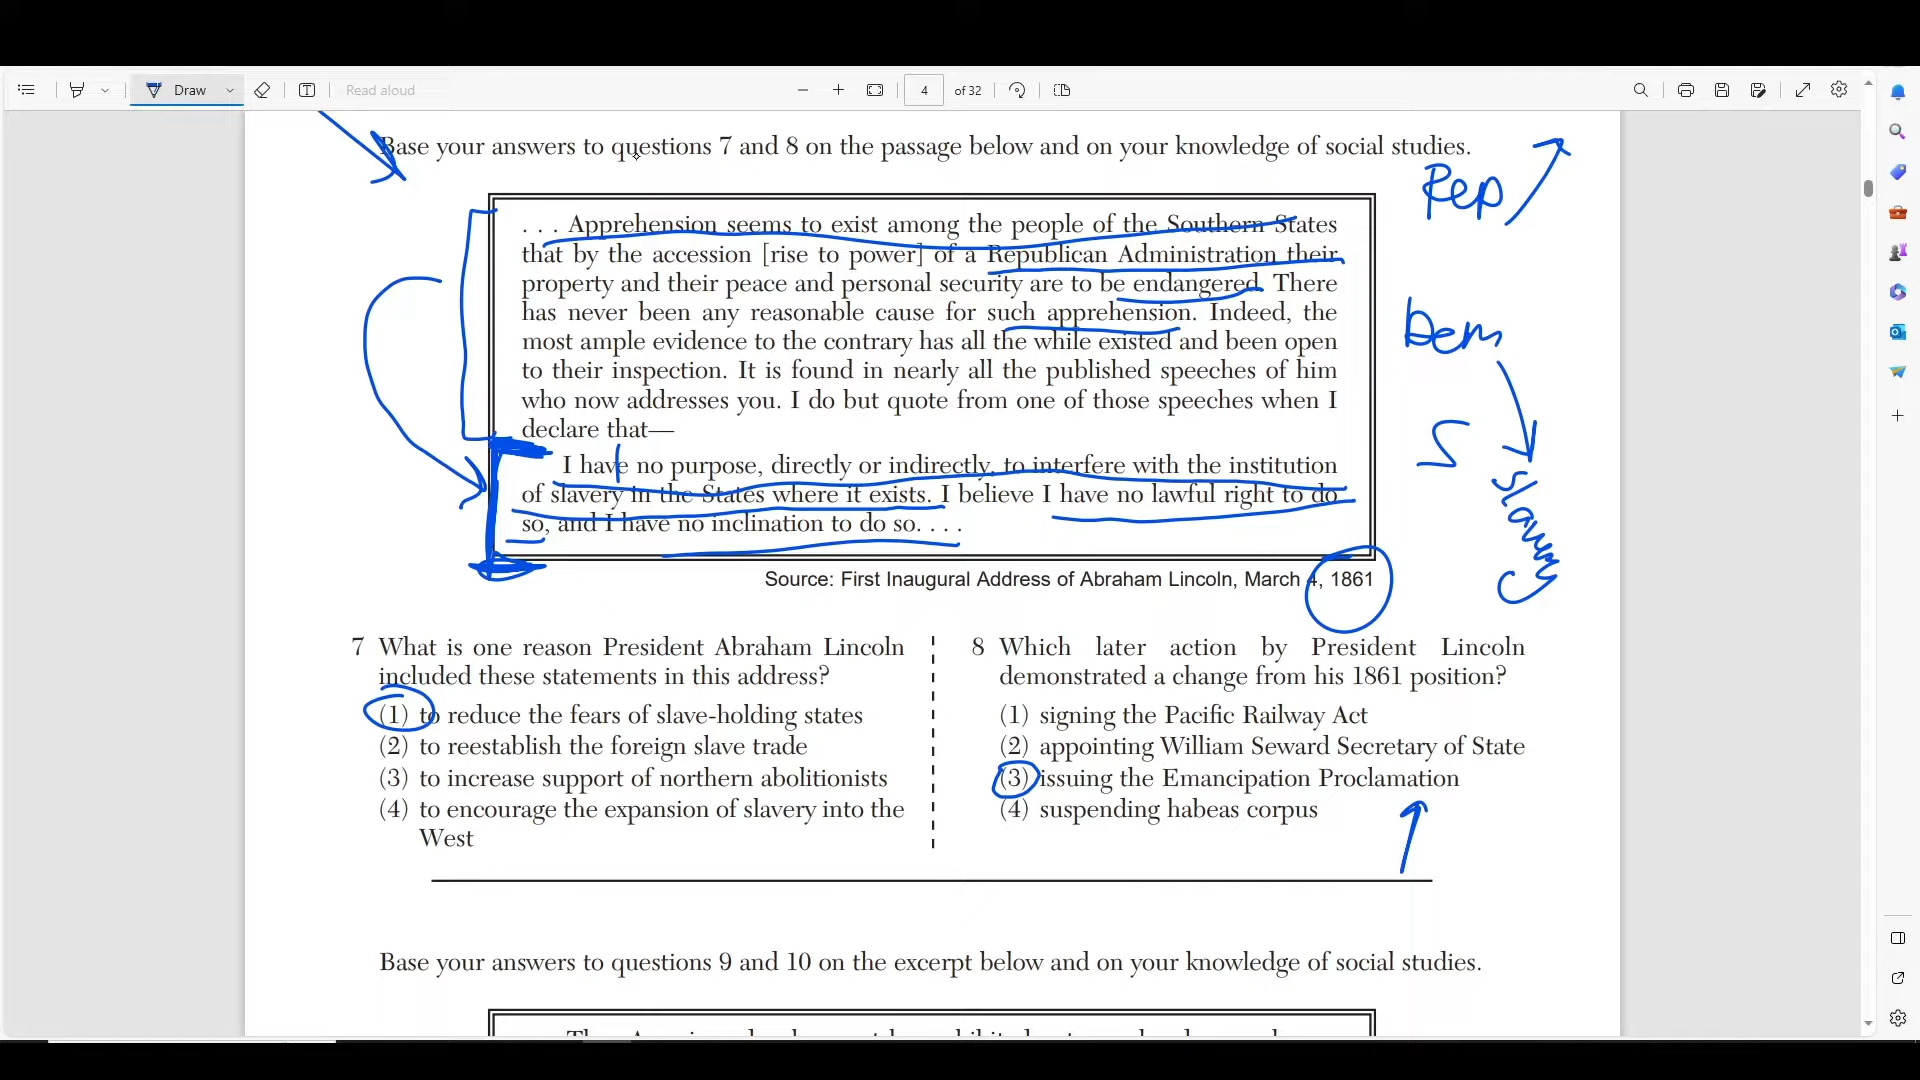 Draw
Read aloud
4 of 32
Base your answers to questions 7 and 8 on the passage below and on your knowledge of social studies.
Rep
. . . Apprehension seems to exist among the people of the Southern States
that by the accession [rise to power] of a Republican Administration their
property and their peace and personal security are to be endangered. There
has never been any reasonable cause for such apprehension. Indeed, the
most ample evidence to the contrary has all the while existed and been open
to their inspection. It is found in nearly all the published speeches of him
who now addresses you. I do but quote from one of those speeches when I
declare that—
Dem
S
slavery
I have no purpose, directly or indirectly, to interfere with the institution
of slavery in the States where it exists. I believe I have no lawful right to do
so, and I have no inclination to do so. . . .
Source: First Inaugural Address of Abraham Lincoln, March 4, 1861
7 What is one reason President Abraham Lincoln
included these statements in this address?
(1) to reduce the fears of slave-holding states
(2) to reestablish the foreign slave trade
(3) to increase support of northern abolitionists
(4) to encourage the expansion of slavery into the
West
8 Which later action by President Lincoln
demonstrated a change from his 1861 position?
(1) signing the Pacific Railway Act
(2) appointing William Seward Secretary of State
(3) issuing the Emancipation Proclamation
(4) suspending habeas corpus
Base your answers to questions 9 and 10 on the excerpt below and on your knowledge of social studies.